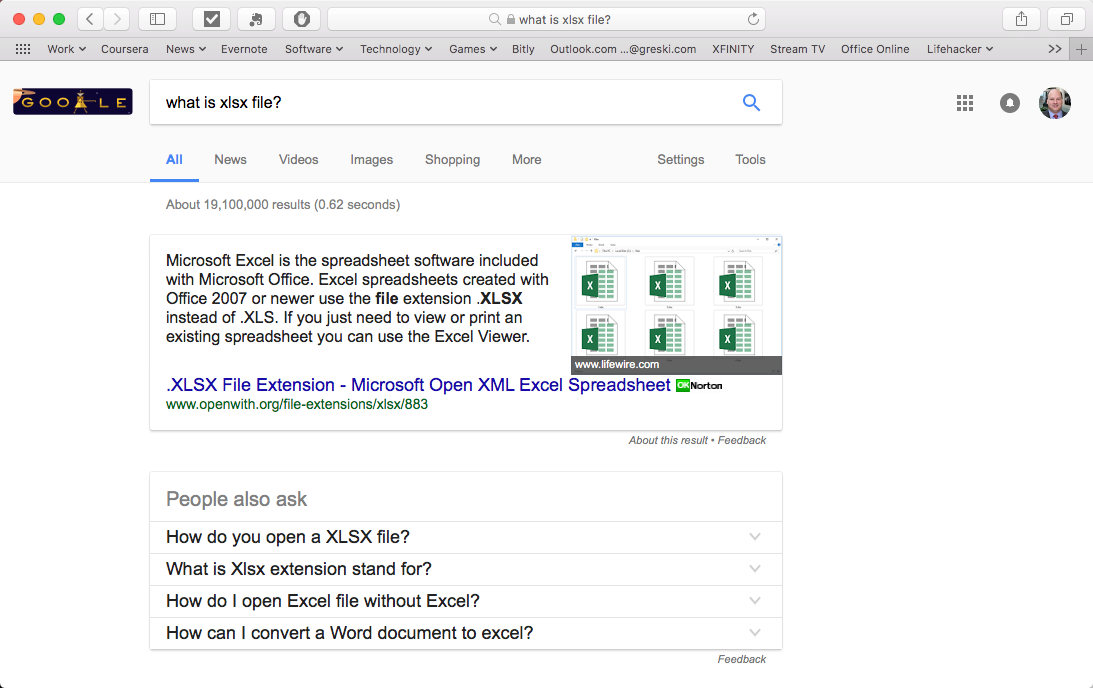 what is xlsx file?
Work Coursera News Evernote Software Technology Games Bitly Outlook.com ...@greski.com XFINITY Stream TV Office Online Lifehacker >> +
GOO LE
what is xlsx file?
All News Videos Images Shopping More Settings Tools
About 19,100,000 results (0.62 seconds)
Microsoft Excel is the spreadsheet software included
with Microsoft Office. Excel spreadsheets created with
Office 2007 or newer use the file extension .XLSX
instead of .XLS. If you just need to view or print an
existing spreadsheet you can use the Excel Viewer.
www.lifewire.com
.XLSX File Extension - Microsoft Open XML Excel Spreadsheet OK Norton
www.openwith.org/file-extensions/xlsx/883
About this result • Feedback
People also ask
How do you open a XLSX file?
What is Xlsx extension stand for?
How do I open Excel file without Excel?
How can I convert a Word document to excel?
Feedback